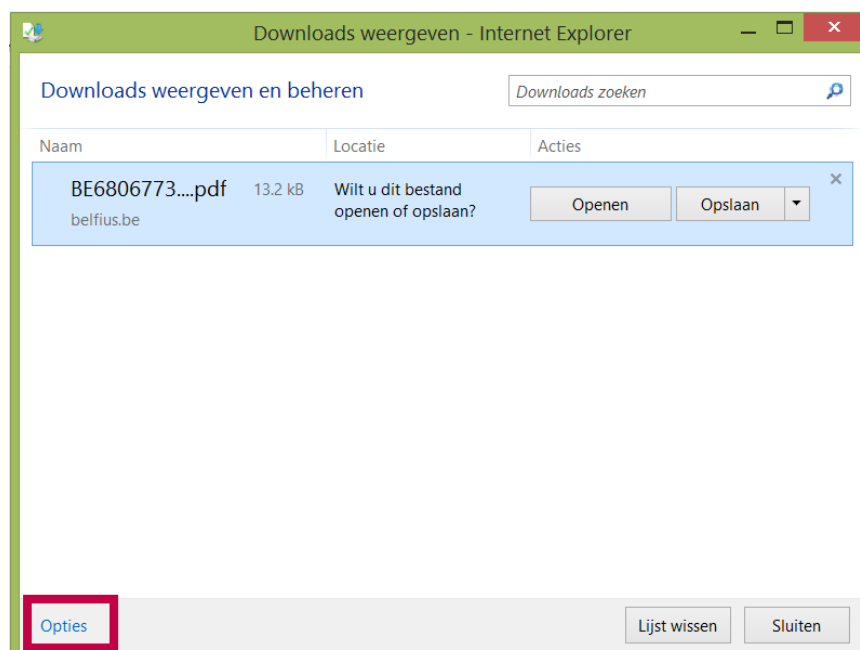 Downloads weergeven - Internet Explorer
Downloads weergeven en beheren
Downloads zoeken
Naam Locatie Acties
BE6806773....pdf 13.2 kB Wilt u dit bestand openen of opslaan? Openen Opslaan
belfius.be
Opties Lijst wissen Sluiten